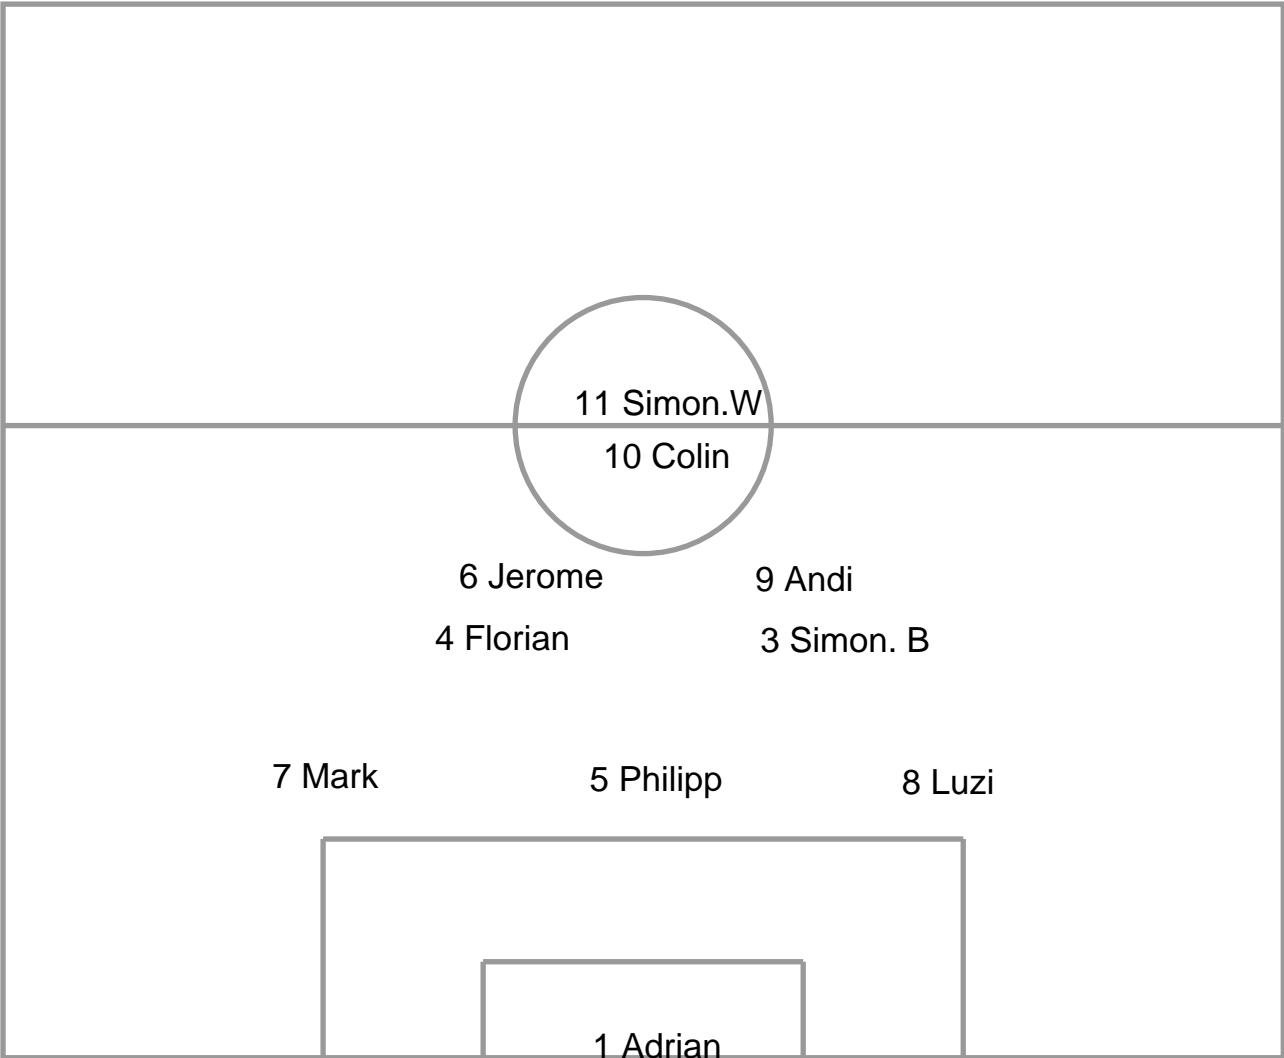 11 Simon.W
10 Colin
6 Jerome
9 Andi
4 Florian
3 Simon. B
7 Mark
5 Philipp
8 Luzi
1 Adrian